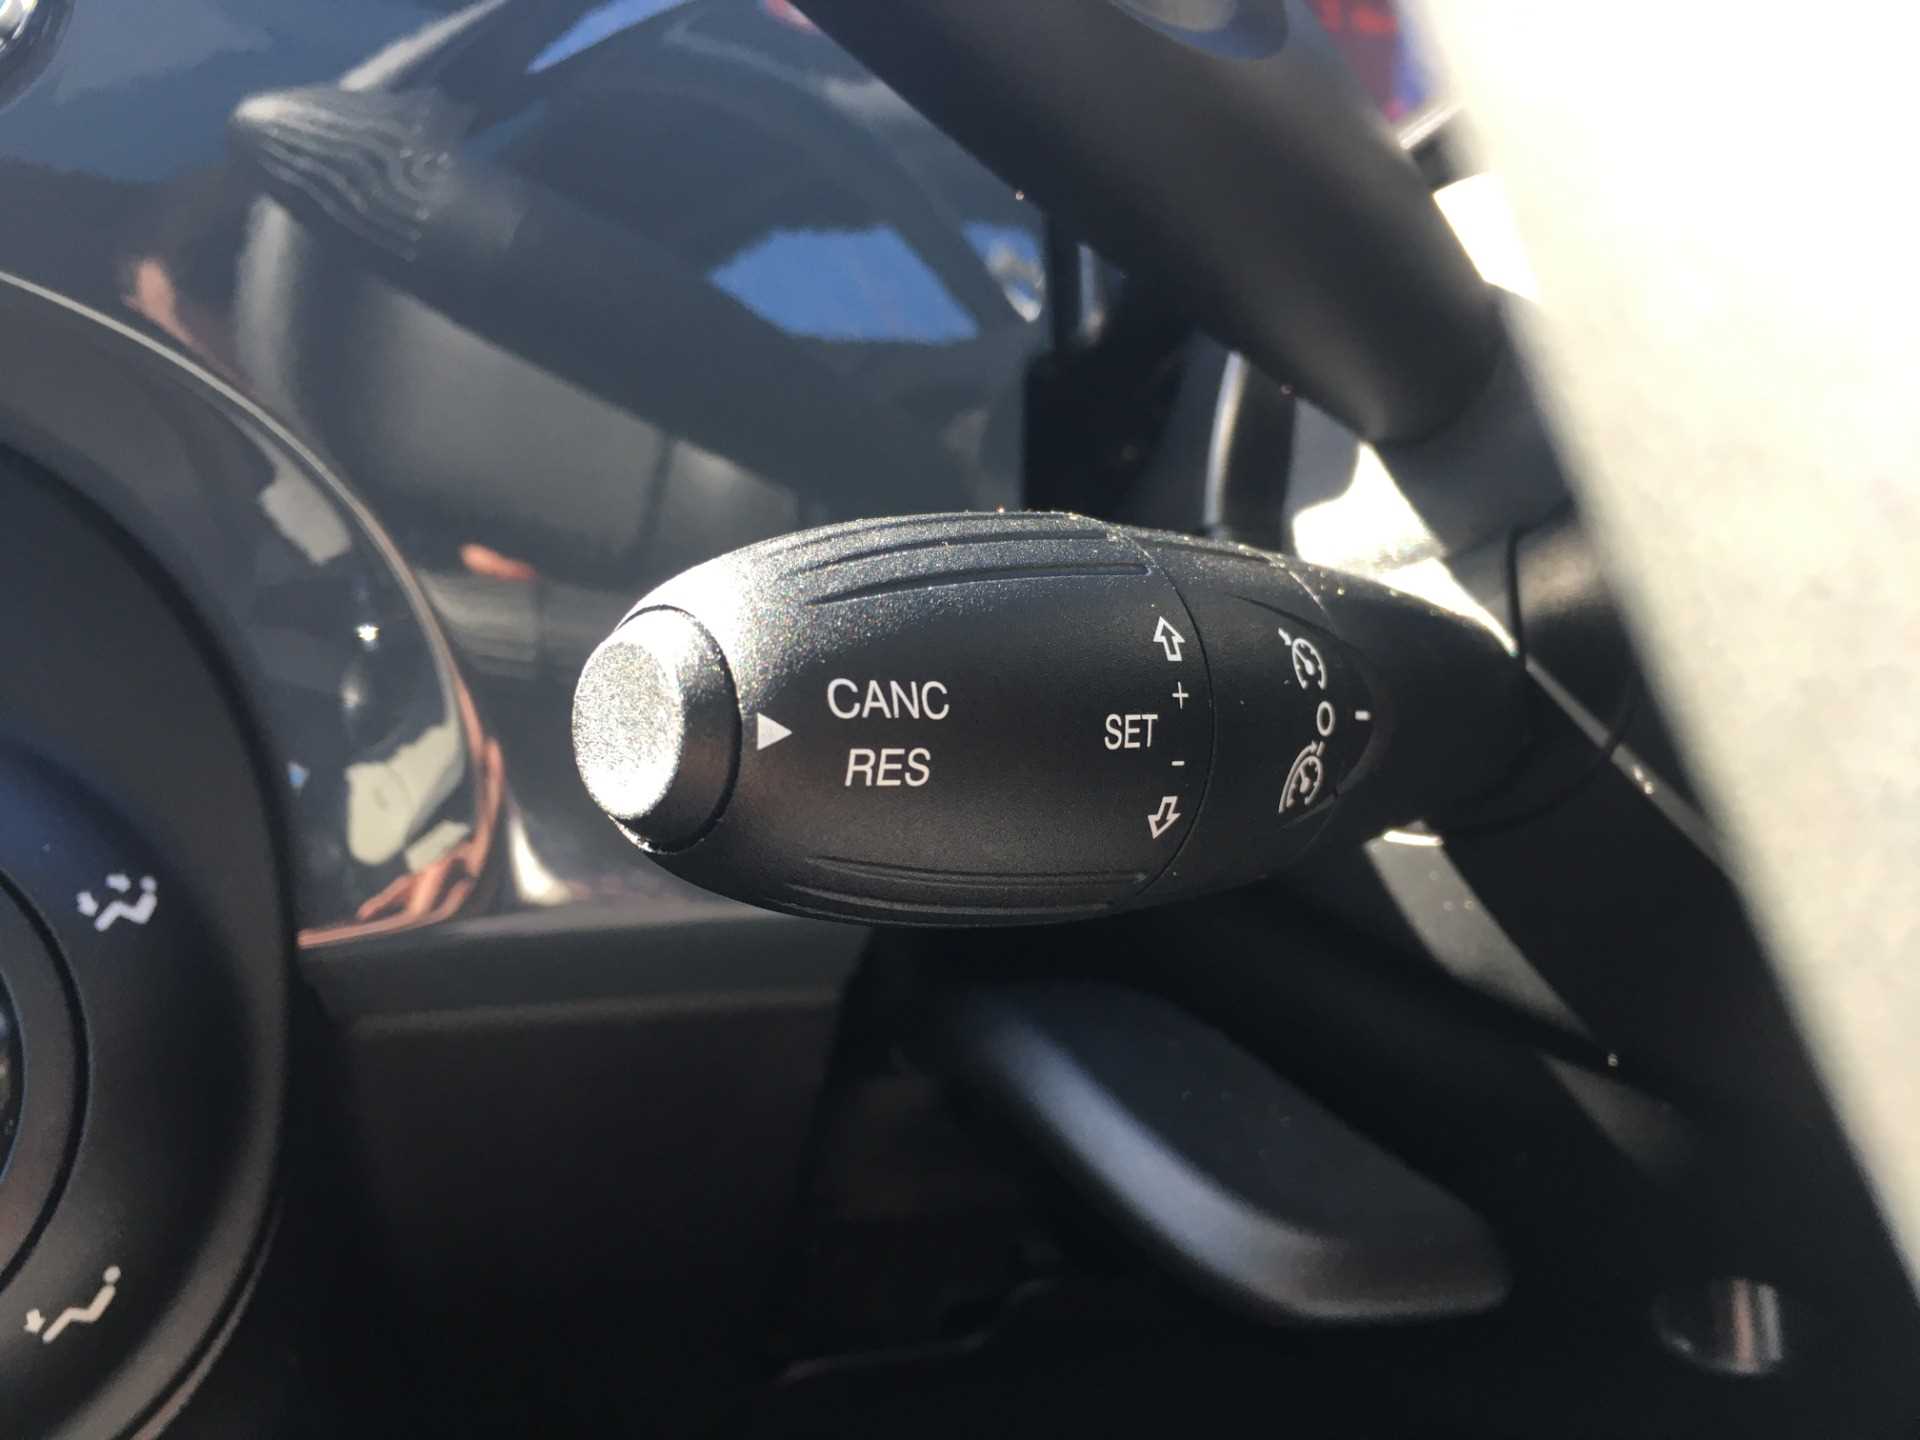 CANC
RES
+
SET
-